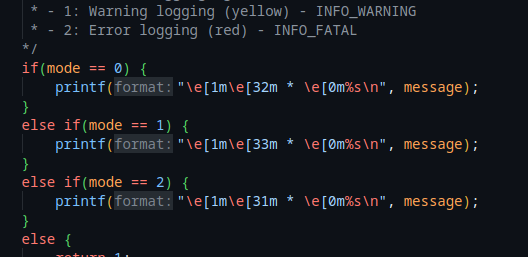 * - 1: Warning logging (yellow) - INFO_WARNING
* - 2: Error logging (red) - INFO_FATAL
*/
if(mode == 0) {
printf(format: "\e[1m\e[32m * \e[0m%s\n", message);
}
else if(mode == 1) {
printf(format: "\e[1m\e[33m * \e[0m%s\n", message);
}
else if(mode == 2) {
printf(format: "\e[1m\e[31m * \e[0m%s\n", message);
}
else {
return 1;